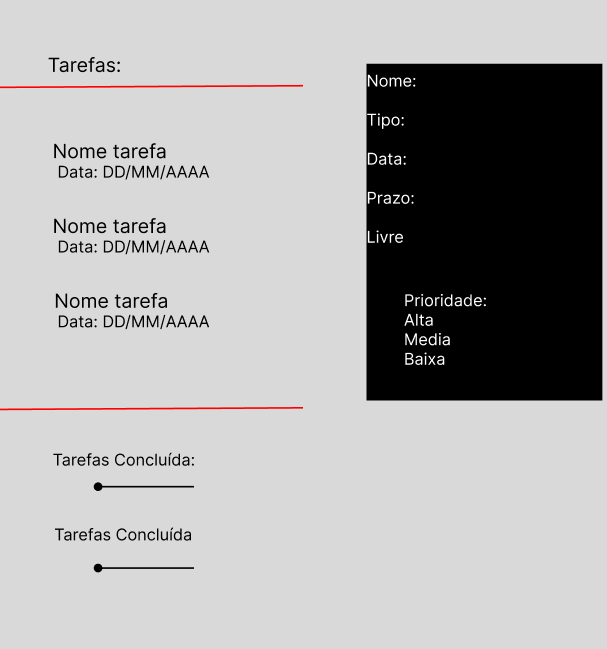 Tarefas:
Nome tarefa
Data: DD/MM/AAAA
Nome tarefa
Data: DD/MM/AAAA
Nome tarefa
Data: DD/MM/AAAA
Tarefas Concluída:
Tarefas Concluída
Nome:
Tipo:
Data:
Prazo:
Livre
Prioridade:
Alta
Media
Baixa